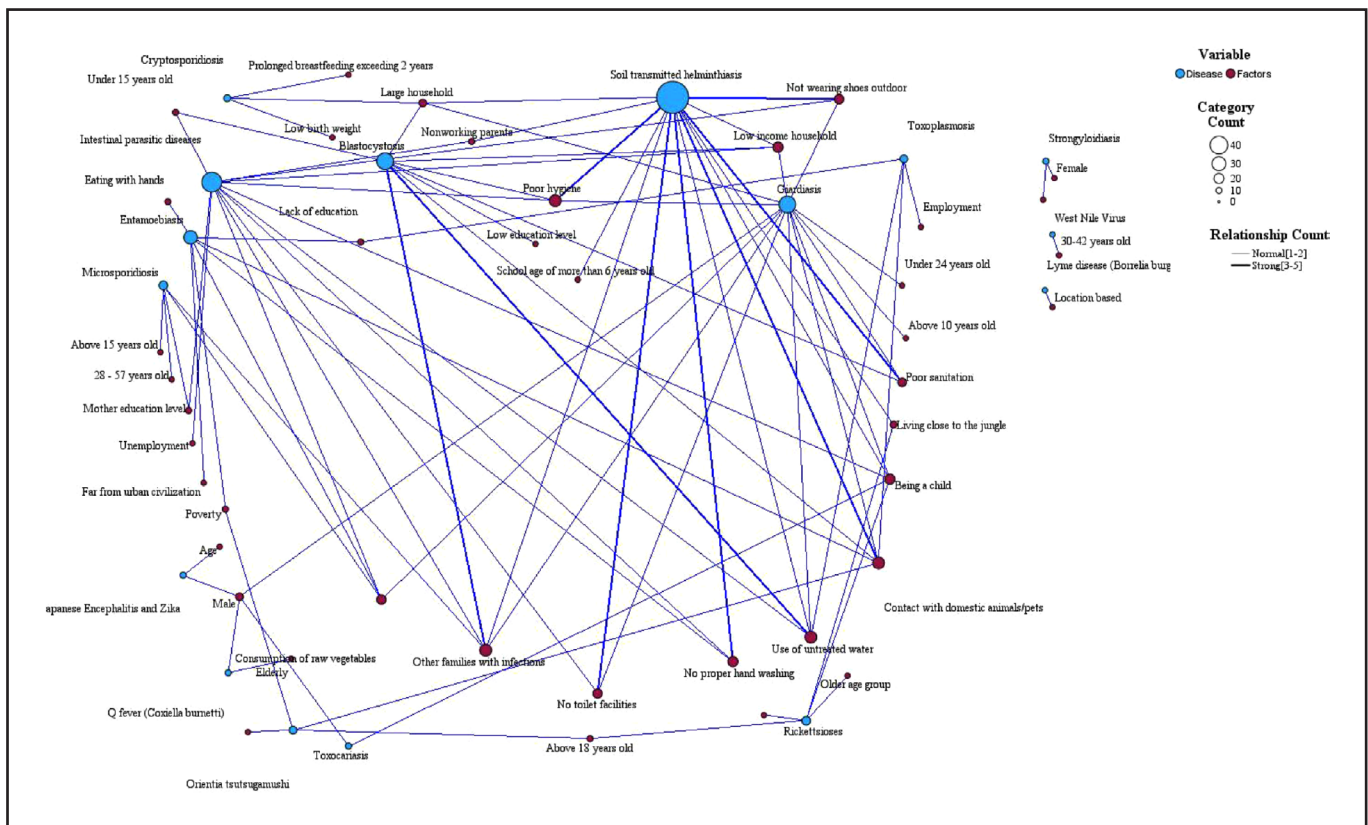 Variable
Disease Factors
Category
Count
40
30
20
10
0
Relationship Count
Normal[1-2]
Strong[3-5]
Cryptosporidiosis
Prolonged breastfeeding exceeding 2 years
Under 15 years old
Soil transmitted helminthiasis
Large household
Not wearing shoes outdoor
Low birth weight
Nonworking parents
Low income household
Toxoplasmosis
Intestinal parasitic diseases
Blastocystosis
Strongyloidiasis
Female
Eating with hands
Poor hygiene
Giardiasis
Lack of education
Employment
Entamoebiasis
Low education level
West Nile Virus
30-42 years old
Microsporidiosis
School age of more than 6 years old
Under 24 years old
Lyme disease (Borrelia burg
Location based
Above 15 years old
Above 10 years old
28 - 57 years old
Poor sanitation
Mother education level
Living close to the jungle
Unemployment
Far from urban civilization
Being a child
Poverty
Age
apanese Encephalitis and Zika
Male
Contact with domestic animals/pets
Consumption of raw vegetables
Elderly
Other families with infections
Use of untreated water
No proper hand washing
Older age group
No toilet facilities
Q fever (Coxiella burnetti)
Rickettsioses
Toxocariasis
Above 18 years old
Orientia tsutsugamushi